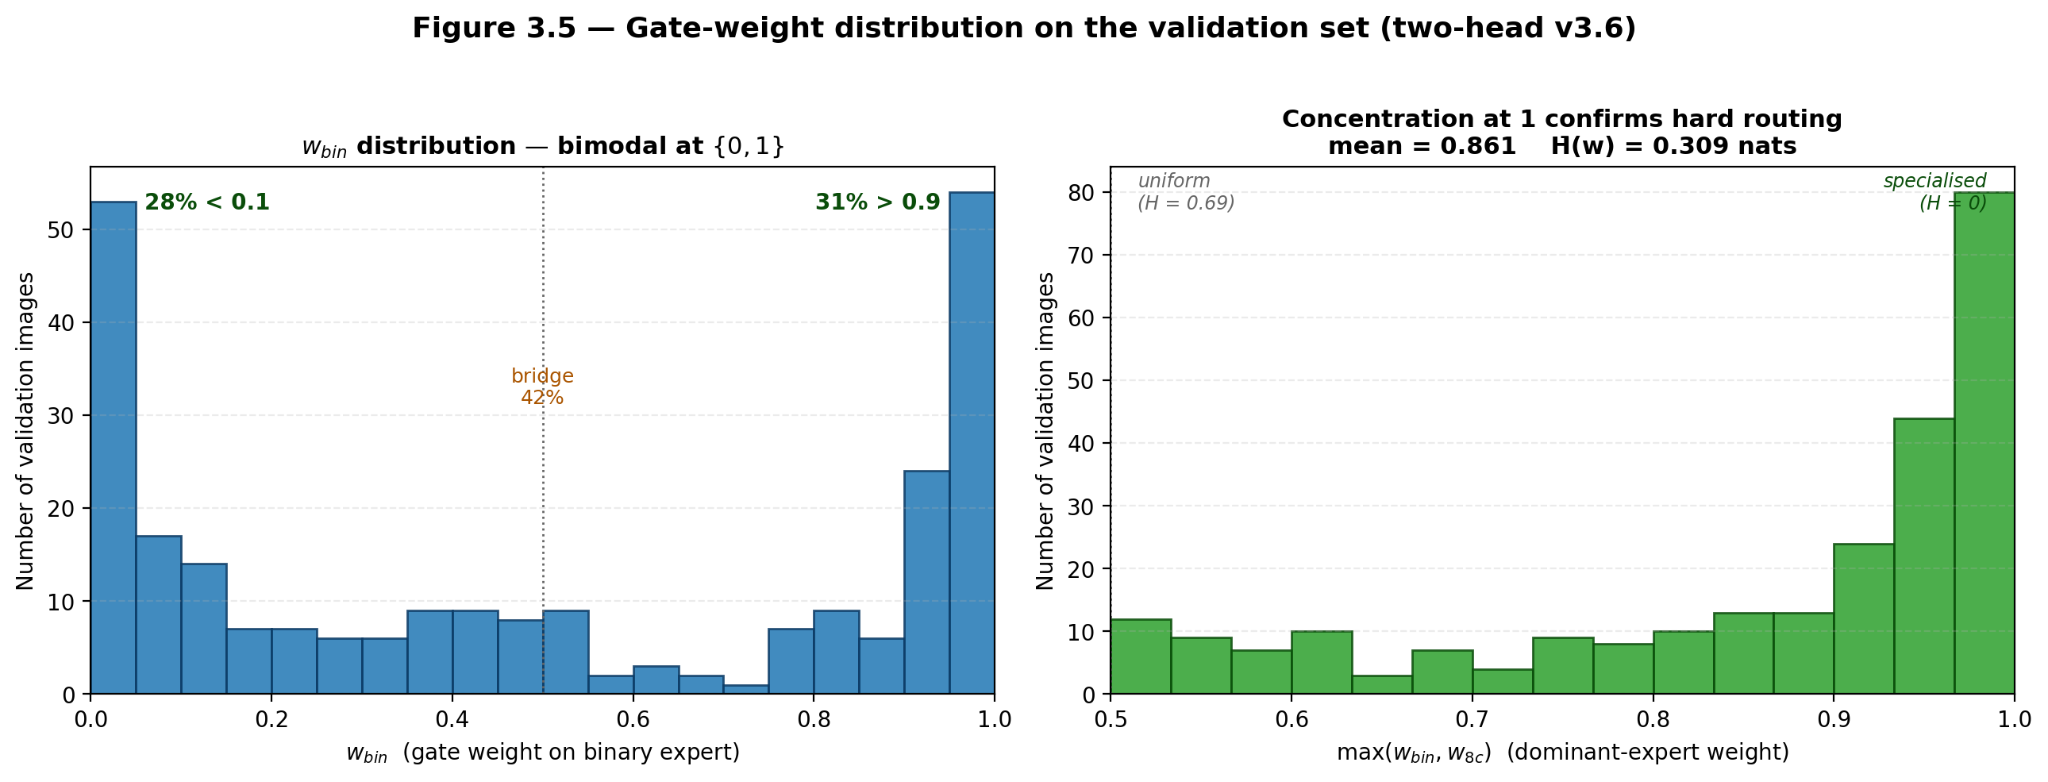 Figure 3.5 — Gate-weight distribution on the validation set (two-head v3.6)
w_bin distribution — bimodal at {0, 1}
28% < 0.1
31% > 0.9
bridge
42%
Number of validation images
0
10
20
30
40
50
0.0 0.2 0.4 0.6 0.8 1.0
w_bin (gate weight on binary expert)
Concentration at 1 confirms hard routing
mean = 0.861 H̄(w) = 0.309 nats
uniform
(H = 0.69)
specialised
(H = 0)
Number of validation images
0
10
20
30
40
50
60
70
80
0.5 0.6 0.7 0.8 0.9 1.0
max(w_bin, w_8c) (dominant-expert weight)